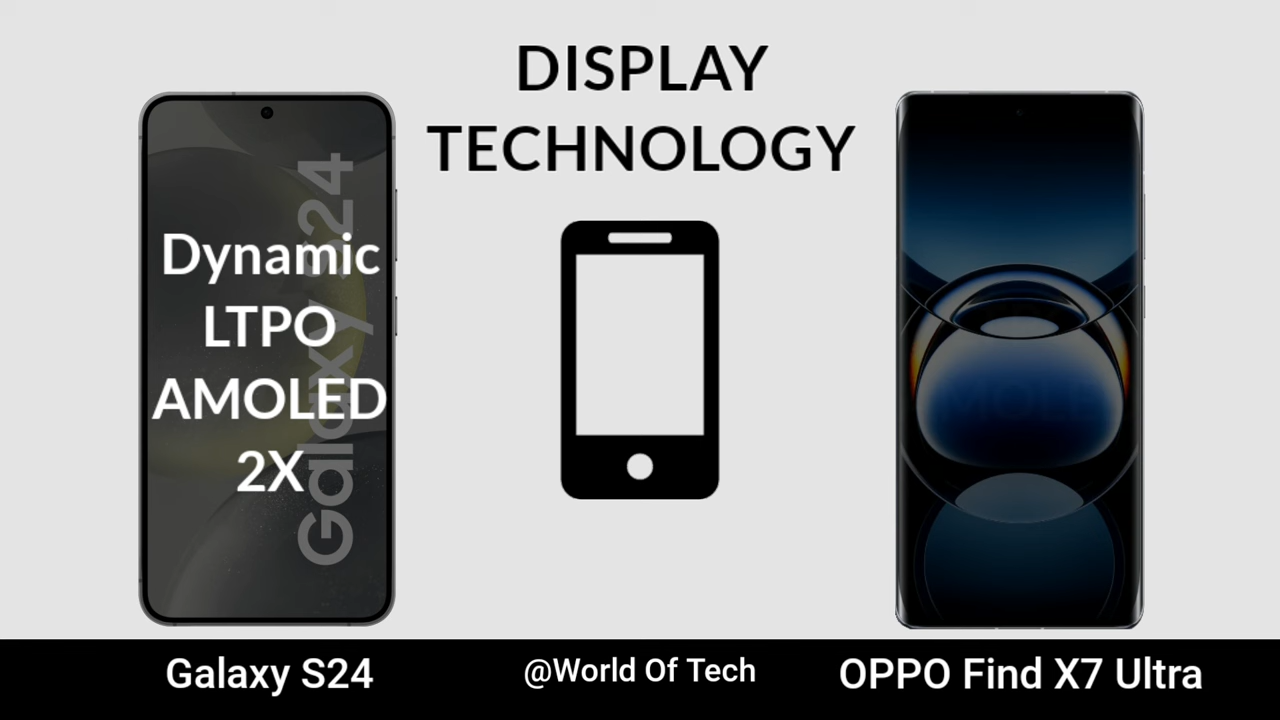 DISPLAY
TECHNOLOGY
Dynamic
LTPO
AMOLED
2X
Galaxy S24
Galaxy S24
@World Of Tech
OPPO Find X7 Ultra